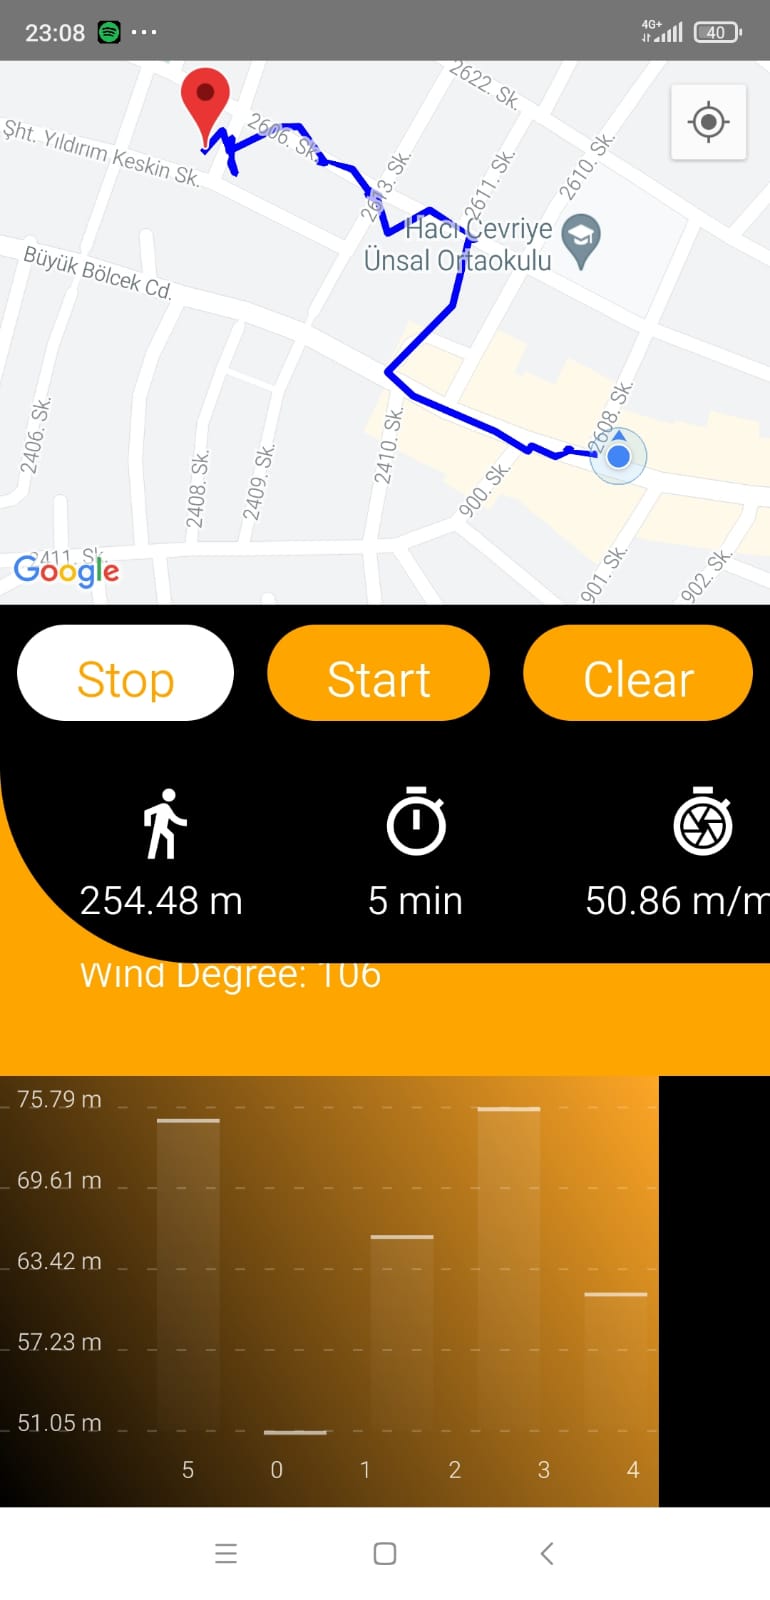 23:08
4G+
40
2622. Sk.
2606. Sk.
Şht. Yıldırım Keskin Sk.
2613. Sk.
2611. Sk.
2610. Sk.
Hacı Cevriye
Ünsal Ortaokulu
Büyük Bölcek Cd.
2608. Sk.
2406. Sk.
2410. Sk.
2408. Sk.
2409. Sk.
900. Sk.
2411. Sk.
Google
901. Sk.
902. Sk.
Stop
Start
Clear
254.48 m
5 min
50.86 m/m
Wind Degree: 106
75.79 m
69.61 m
63.42 m
57.23 m
51.05 m
5 0 1 2 3 4